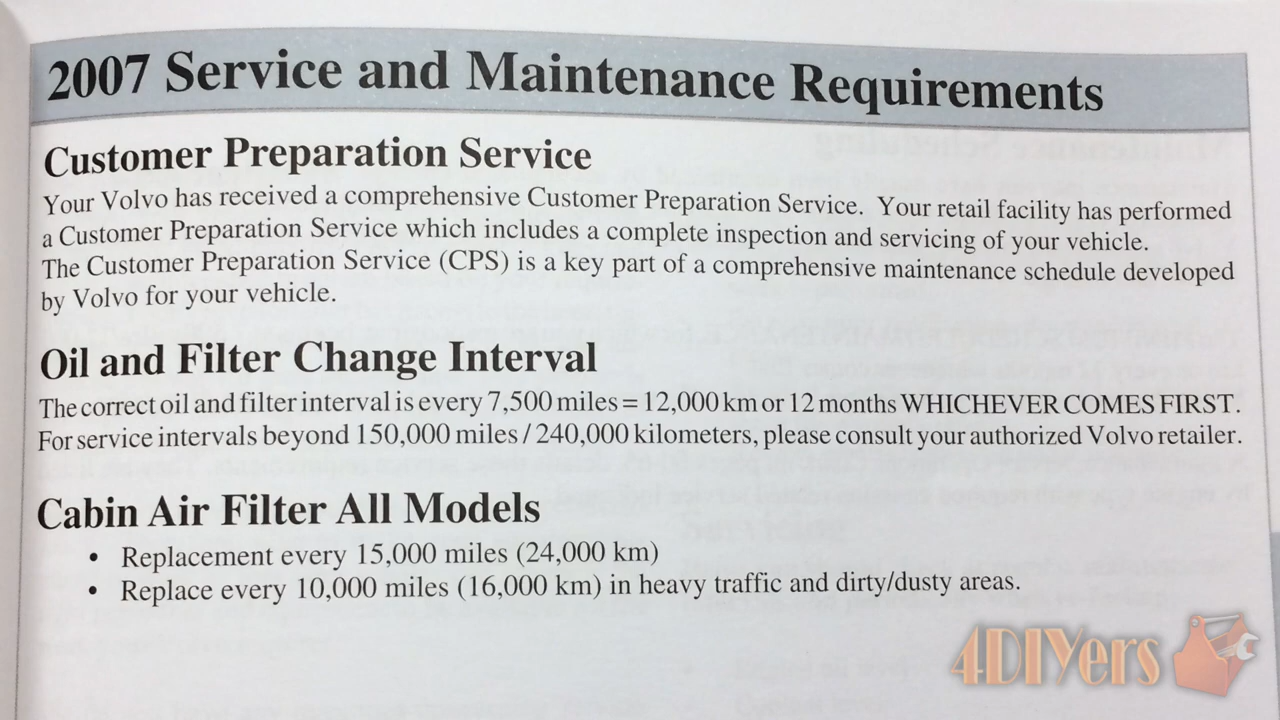 2007 Service and Maintenance Requirements
Customer Preparation Service
Your Volvo has received a comprehensive Customer Preparation Service. Your retail facility has performed
a Customer Preparation Service which includes a complete inspection and servicing of your vehicle.
The Customer Preparation Service (CPS) is a key part of a comprehensive maintenance schedule developed
by Volvo for your vehicle.
Oil and Filter Change Interval
The correct oil and filter interval is every 7,500 miles = 12,000 km or 12 months WHICHEVER COMES FIRST.
For service intervals beyond 150,000 miles / 240,000 kilometers, please consult your authorized Volvo retailer.
Cabin Air Filter All Models
• Replacement every 15,000 miles (24,000 km)
• Replace every 10,000 miles (16,000 km) in heavy traffic and dirty/dusty areas.
4DIYers